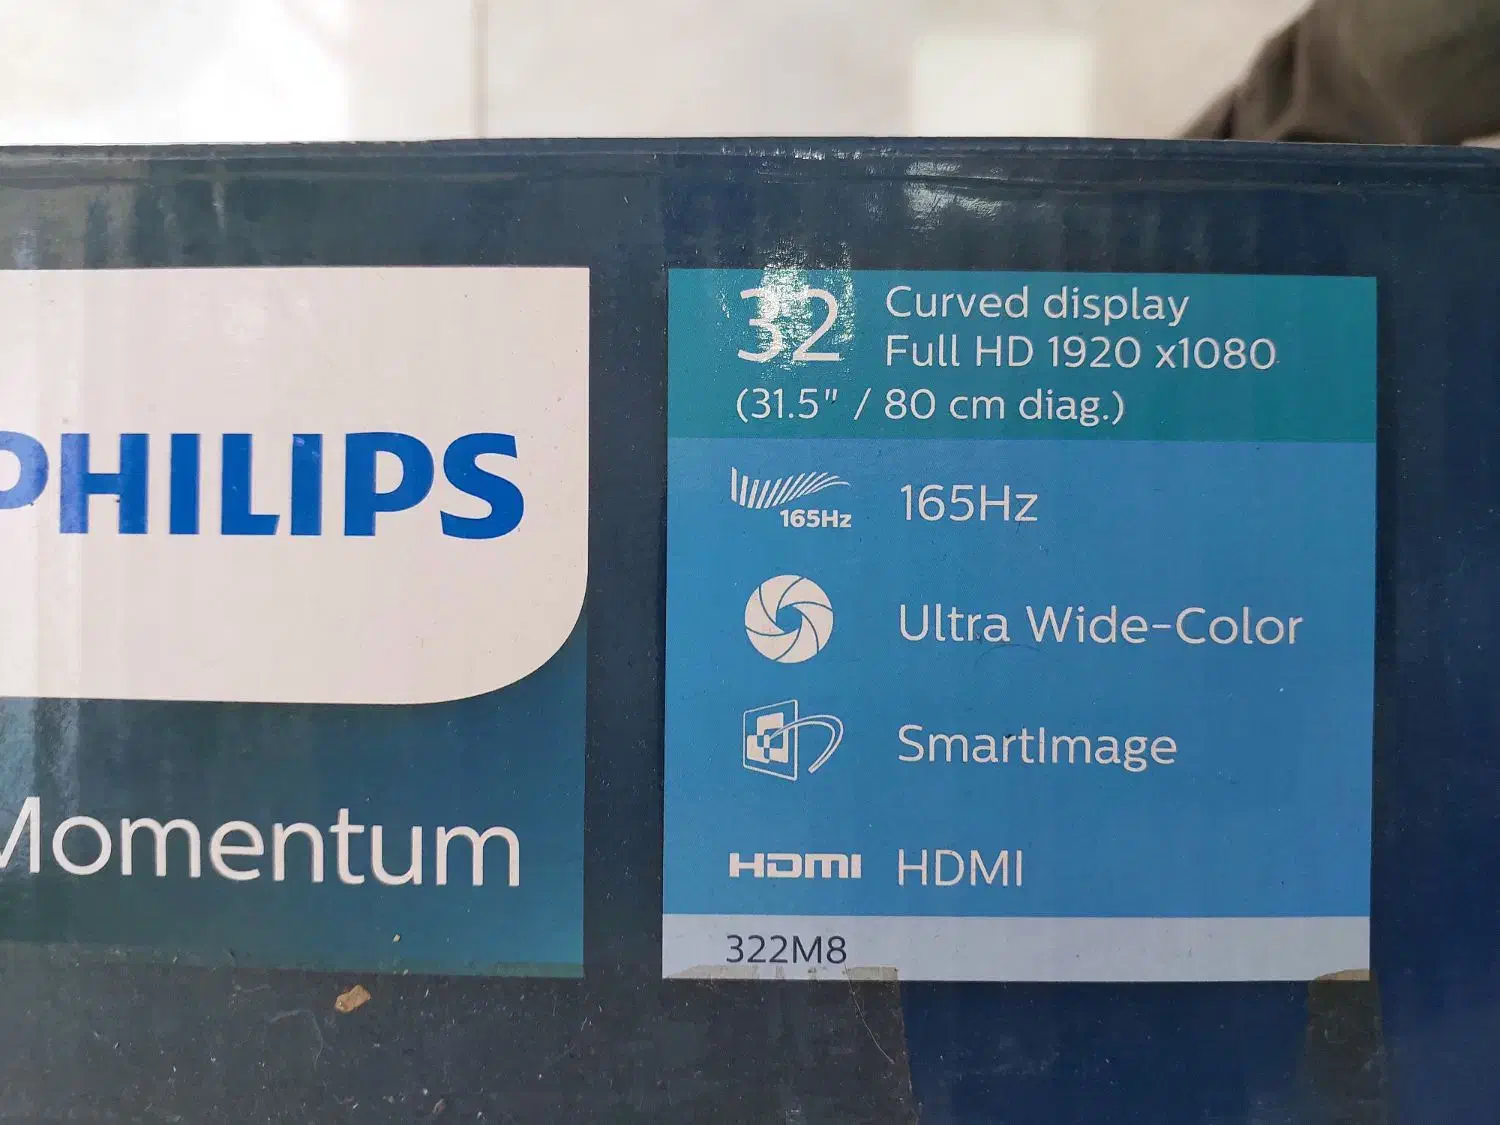 PHILIPS
Momentum
32
Curved display
Full HD 1920 x1080
(31.5" / 80 cm diag.)
165Hz
165Hz
Ultra Wide-Color
SmartImage
HDMI
HDMI
322M8